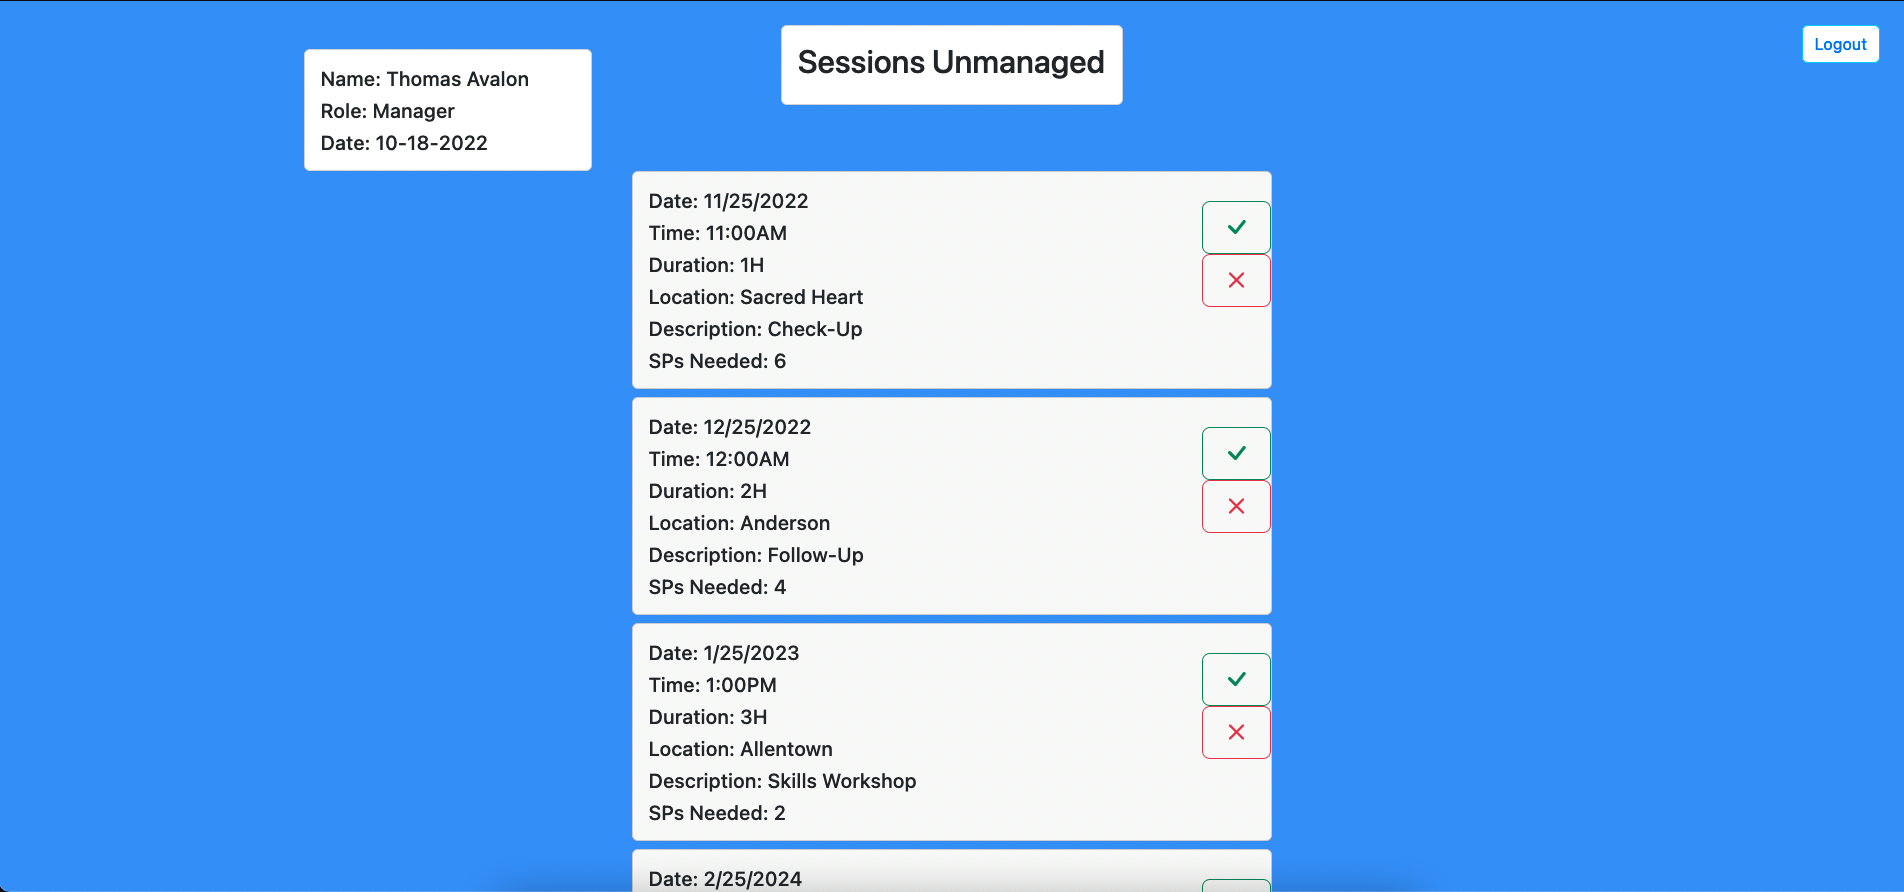 Sessions Unmanaged
Logout
Name: Thomas Avalon
Role: Manager
Date: 10-18-2022
Date: 11/25/2022
Time: 11:00AM
Duration: 1H
Location: Sacred Heart
Description: Check-Up
SPs Needed: 6
Date: 12/25/2022
Time: 12:00AM
Duration: 2H
Location: Anderson
Description: Follow-Up
SPs Needed: 4
Date: 1/25/2023
Time: 1:00PM
Duration: 3H
Location: Allentown
Description: Skills Workshop
SPs Needed: 2
Date: 2/25/2024